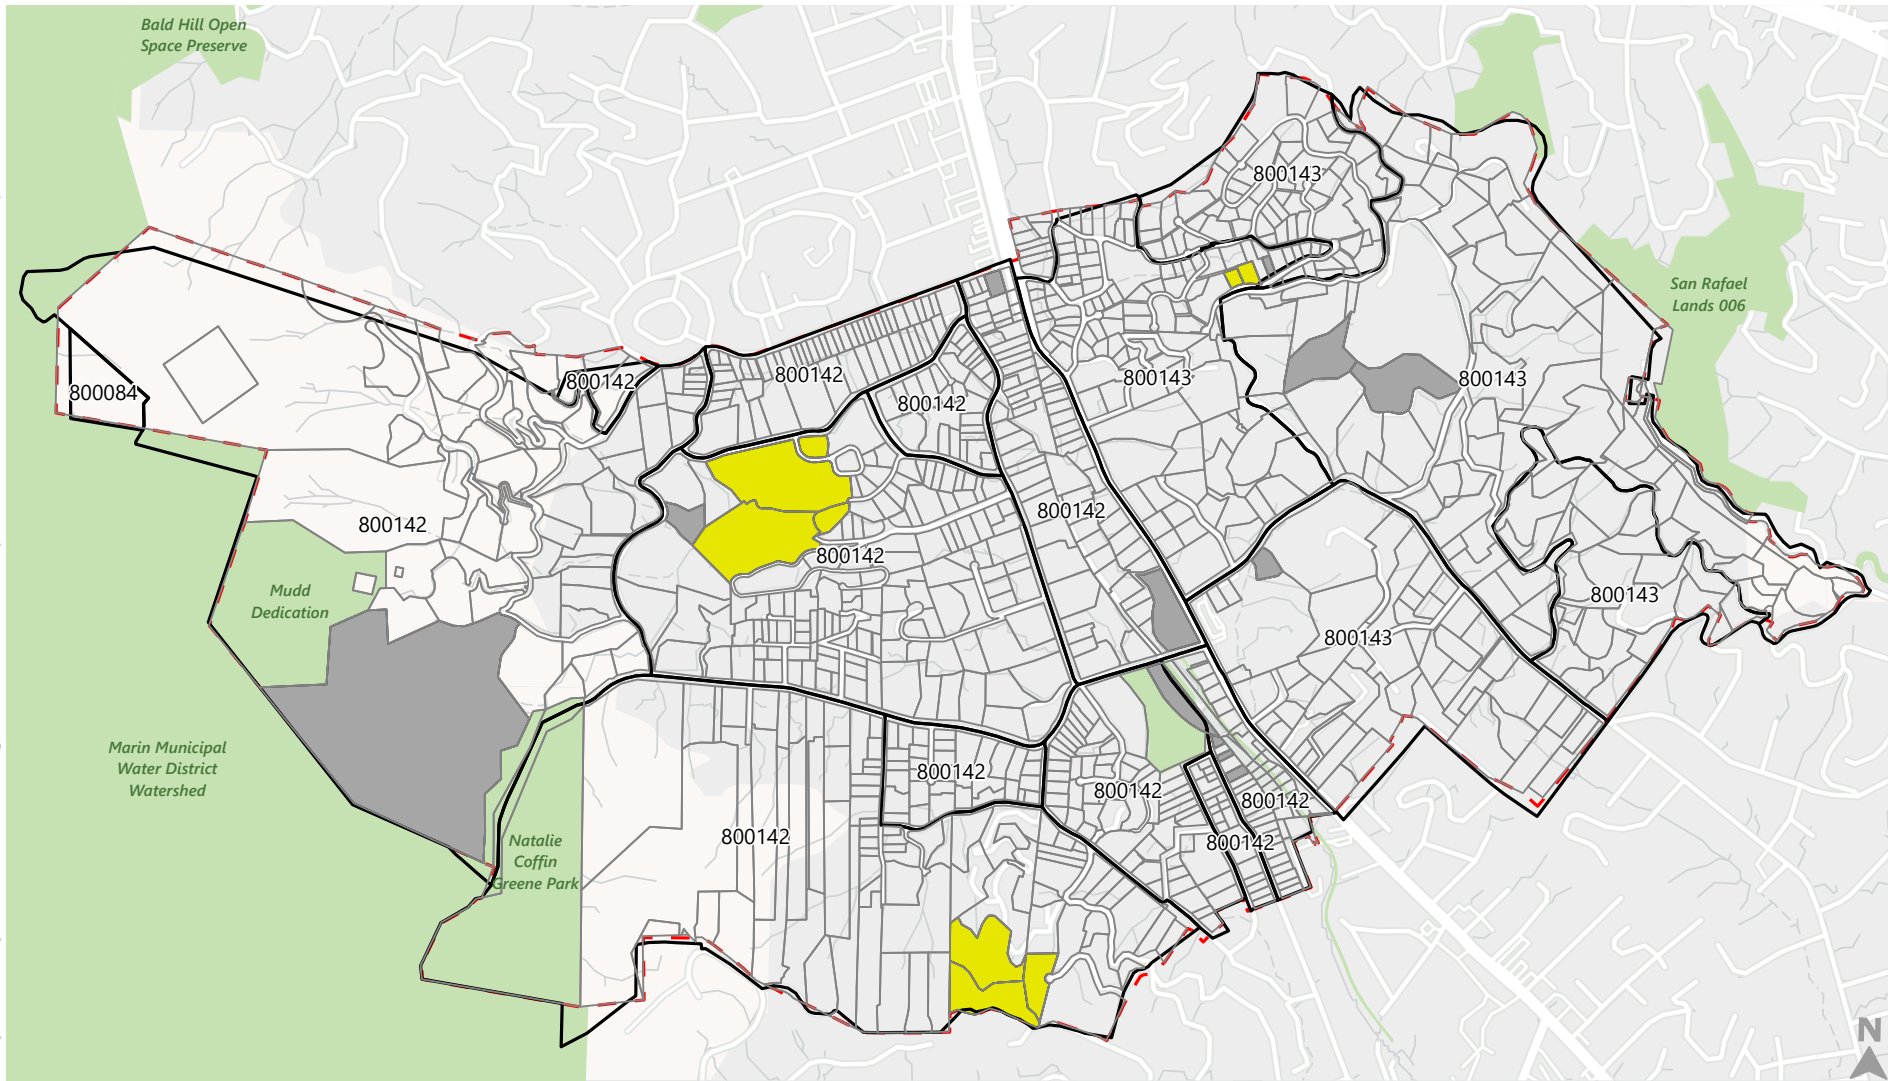 Bald Hill Open
Space Preserve
800143
San Rafael
Lands 006
800084
800142
800142
800142
800143
800143
800142
800142
800142
Mudd
Dedication
800143
800143
Marin Municipal
Water District
Watershed
800142
800142
800142
800142
800142
Natalie
Coffin
Greene Park
N